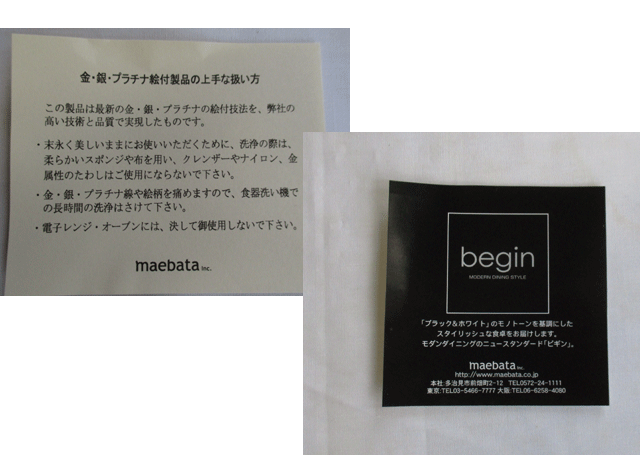 金・銀・プラチナ絵付製品の上手な扱い方
この製品は最新の金・銀・プラチナの絵付技法を、弊社の
高い技術と品質で実現したものです。
・末永く美しいままにお使いいただくために、洗浄の際は、
柔らかいスポンジや布を用い、クレンザーやナイロン、金
属性のたわしはご使用にならないで下さい。
・金・銀・プラチナ線や絵柄を痛めますので、食器洗い機で
の長時間の洗浄はさけて下さい。
・電子レンジ・オーブンには、決して御使用しないで下さい。
maebata inc.
begin
MODERN DINING STYLE
「ブラック&ホワイト」のモノトーンを基調にした
スタイリッシュな食卓をお届けします。
モダンダイニングのニュースタンダード「ビギン」。
maebata inc.
http://www.maebata.co.jp
本社:多治見市前畑町2-12 TEL0572-24-1111
東京:TEL03-5466-7777 大阪:TEL06-6258-4080